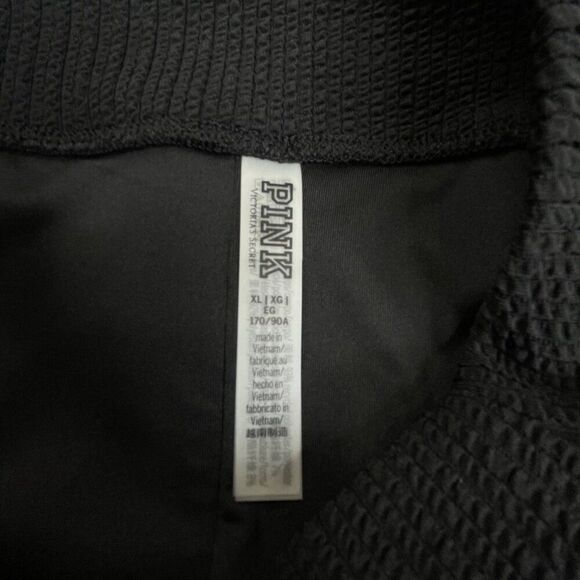 PINK
VICTORIA'S SECRET
XL | XG |
EG
170/90A
made in
Vietnam/
fabriqué au
Vietnam/
hecho en
Vietnam/
fabbricato in
Vietnam/
越南制造